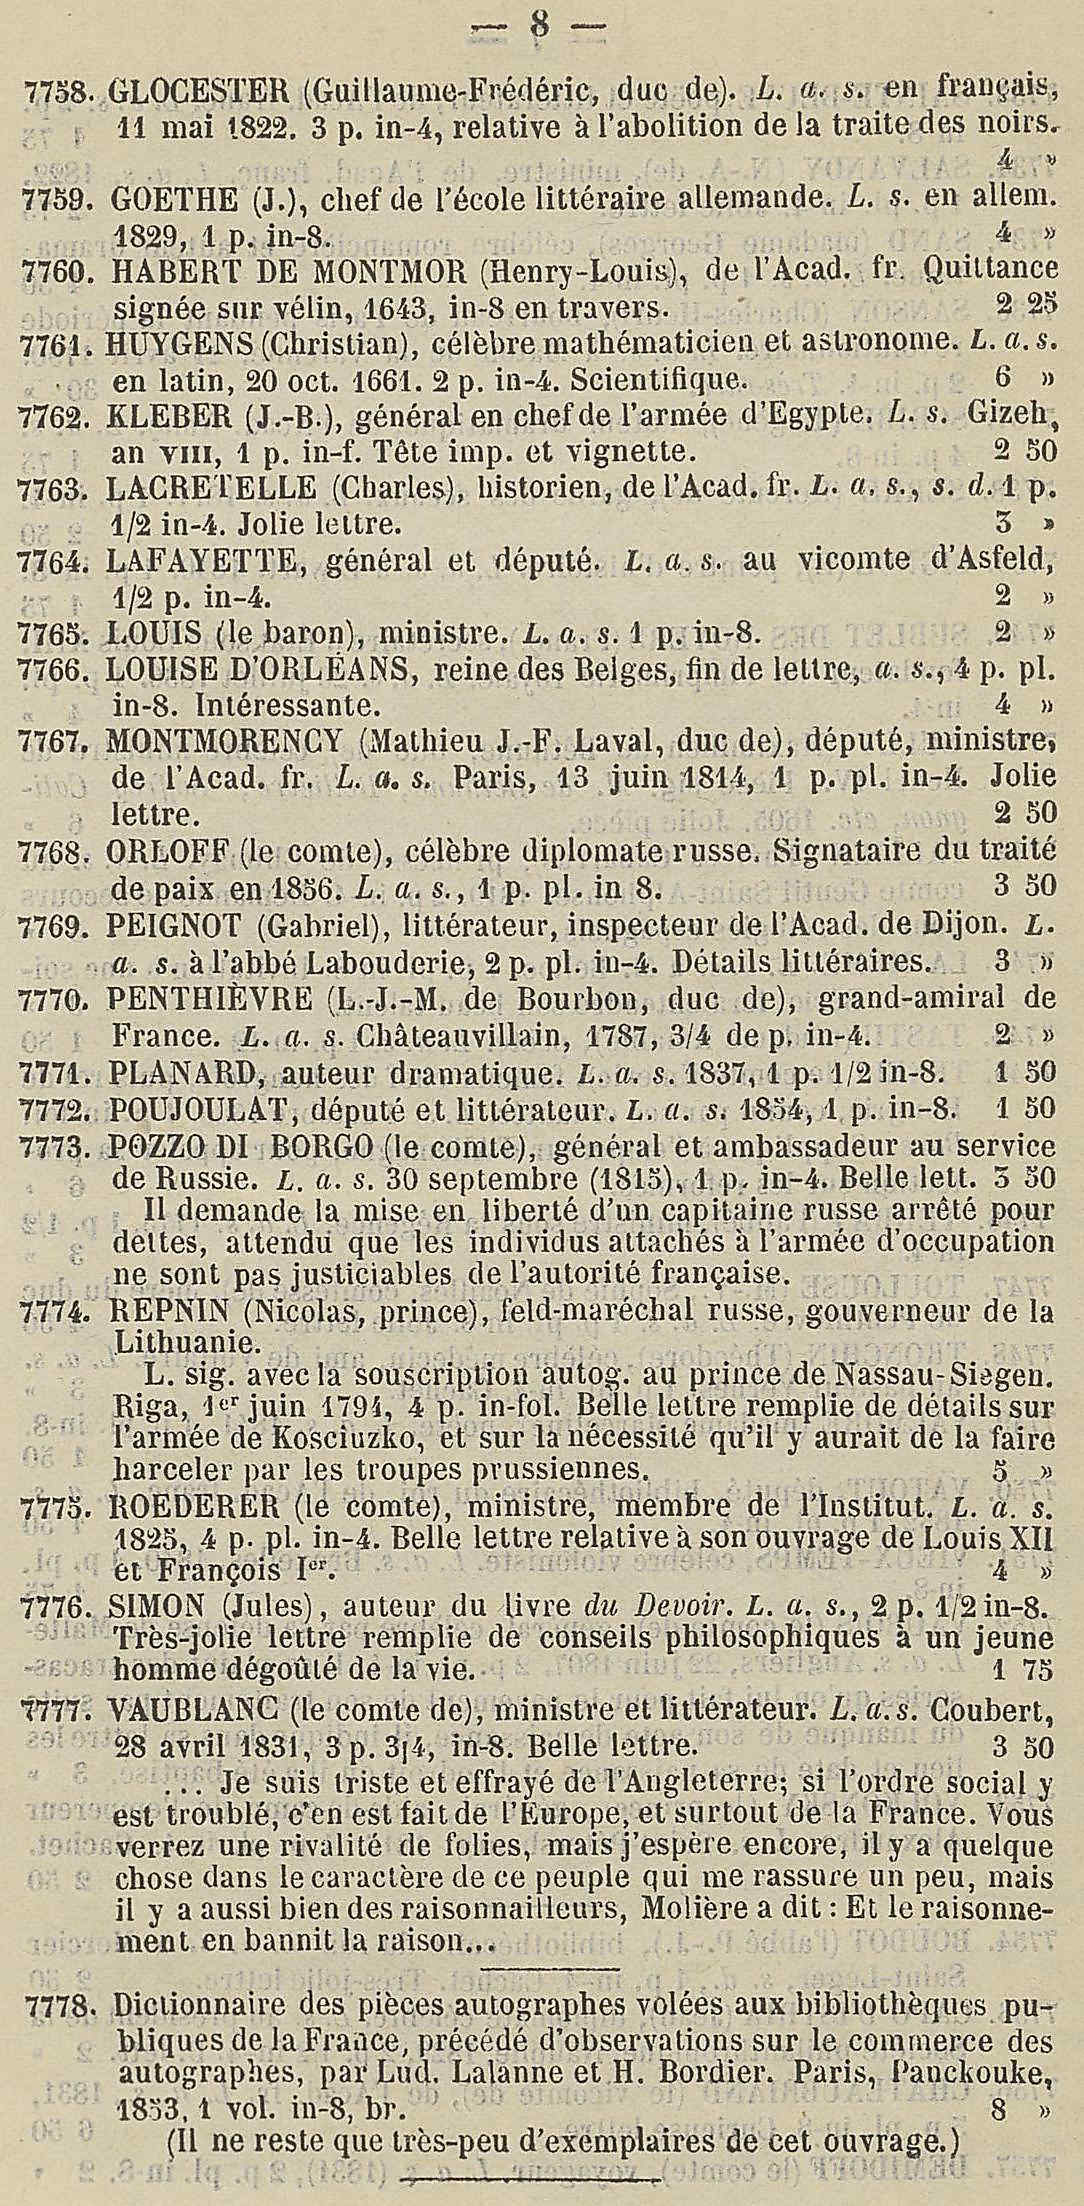 — 8 —
7758. GLOCESTER (Guillaume-Frédéric, duc de). L. a. s. en français,
11 mai 1822. 3 p. in-4, relative à l'abolition de la traite des noirs.
4 »
7759. GOETHE (J.), chef de l'école littéraire allemande. L. s. en allem.
1829, 1 p. in-8. 4 »
7760. HABERT DE MONTMOR (Henry-Louis), de l'Acad. fr. Quittance
signée sur vélin, 1643, in-8 en travers. 2 25
7761. HUYGENS (Christian), célèbre mathématicien et astronome. L. a. s.
en latin, 20 oct. 1661. 2 p. in-4. Scientifique. 6 »
7762. KLEBER (J.-B.), général en chef de l'armée d'Egypte. L. s. Gizeh,
an VIII, 1 p. in-f. Tête imp. et vignette. 2 50
7763. LACRETELLE (Charles), historien, de l'Acad. fr. L. a. s., s. d. 1 p.
1/2 in-4. Jolie lettre. 3 »
7764. LAFAYETTE, général et député. L. a. s. au vicomte d'Asfeld,
1/2 p. in-4. 2 »
7765. LOUIS (le baron), ministre. L. a. s. 1 p. in-8. 2 »
7766. LOUISE D'ORLÉANS, reine des Belges, fin de lettre, a. s., 4 p. pl.
in-8. Intéressante. 4 »
7767. MONTMORENCY (Mathieu J.-F. Laval, duc de), député, ministre,
de l'Acad. fr. L. a. s. Paris, 13 juin 1814, 1 p. pl. in-4. Jolie
lettre. 2 50
7768. ORLOFF (le comte), célèbre diplomate russe. Signataire du traité
de paix en 1856. L. a. s., 1 p. pl. in 8. 3 50
7769. PEIGNOT (Gabriel), littérateur, inspecteur de l'Acad. de Dijon. L.
a. s. à l'abbé Labouderie, 2 p. pl. in-4. Détails littéraires. 3 »
7770. PENTHIÈVRE (L.-J.-M. de Bourbon, duc de), grand-amiral de
France. L. a. s. Châteauvillain, 1787, 3/4 de p. in-4. 2 »
7771. PLANARD, auteur dramatique. L. a. s. 1837, 1 p. 1/2 in-8. 1 50
7772. POUJOULAT, député et littérateur. L. a. s. 1854, 1 p. in-8. 1 50
7773. POZZO DI BORGO (le comte), général et ambassadeur au service
de Russie. L. a. s. 30 septembre (1815), 1 p. in-4. Belle lett. 3 50
Il demande la mise en liberté d'un capitaine russe arrêté pour
dettes, attendu que les individus attachés à l'armée d'occupation
ne sont pas justiciables de l'autorité française.
7774. REPNIN (Nicolas, prince), feld-maréchal russe, gouverneur de la
Lithuanie.
L. sig. avec la souscription autog. au prince de Nassau-Siegen.
Riga, 1er juin 1794, 4 p. in-fol. Belle lettre remplie de détails sur
l'armée de Kosciuzko, et sur la nécessité qu'il y aurait de la faire
harceler par les troupes prussiennes. 5 »
7775. ROEDERER (le comte), ministre, membre de l'Institut. L. a. s.
1825, 4 p. pl. in-4. Belle lettre relative à son ouvrage de Louis XII
et François Ier. 4 »
7776. SIMON (Jules), auteur du livre du Devoir. L. a. s., 2 p. 1/2 in-8.
Très-jolie lettre remplie de conseils philosophiques à un jeune
homme dégoûté de la vie. 1 75
7777. VAUBLANC (le comte de), ministre et littérateur. L. a. s. Coubert,
28 avril 1831, 3 p. 3/4, in-8. Belle lettre. 3 50
... Je suis triste et effrayé de l'Angleterre; si l'ordre social y
est troublé, c'en est fait de l'Europe, et surtout de la France. Vous
verrez une rivalité de folies, mais j'espère encore, il y a quelque
chose dans le caractère de ce peuple qui me rassure un peu, mais
il y a aussi bien des raisonnailleurs, Molière a dit : Et le raisonne-
ment en bannit la raison...
7778. Dictionnaire des pièces autographes volées aux bibliothèques pu-
bliques de la France, précédé d'observations sur le commerce des
autographes, par Lud. Lalanne et H. Bordier. Paris, Panckouke,
1853, 1 vol. in-8, br. 8 »
(Il ne reste que très-peu d'exemplaires de cet ouvrage.)